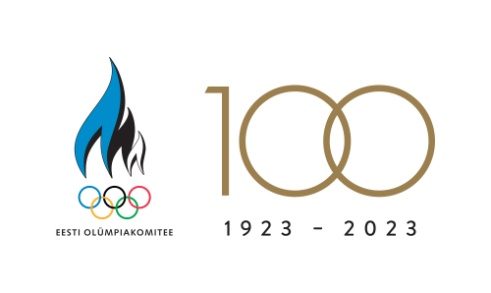 100
EESTI OLÜMPIAKOMITEE
1923 – 2023